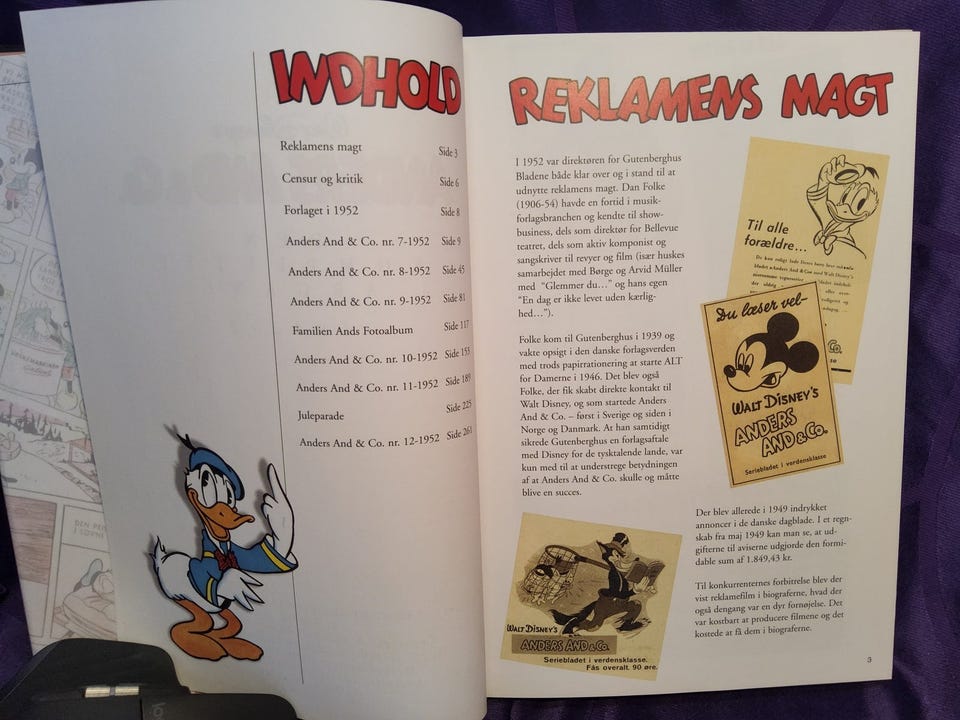 INDHOLD
Reklamens magt Side 3
Censur og kritik Side 6
Forlaget i 1952 Side 8
Anders And & Co. nr. 7-1952 Side 9
Anders And & Co. nr. 8-1952 Side 45
Anders And & Co. nr. 9-1952 Side 81
Familien Ands Fotoalbum Side 117
Anders And & Co. nr. 10-1952 Side 153
Anders And & Co. nr. 11-1952 Side 189
Juleparade Side 225
Anders And & Co. nr. 12-1952 Side 263
REKLAMENS MAGT
I 1952 var direktøren for Gutenberghus
Bladene både klar over og i stand til at
udnytte reklamens magt. Dan Folke
(1906-54) havde en fortid i musik-
forlagsbranchen og kendte til show-
business, dels som direktør for Bellevue
teatret, dels som aktiv komponist og
sangskriver til revyer og film (især huskes
samarbejdet med Børge og Arvid Müller
med "Glemmer du…" og hans egen
"En dag er ikke levet uden kærlig-
hed…").
Folke kom til Gutenberghus i 1939 og
vakte opsigt i den danske forlagsverden
med trods papirrationering at starte ALT
for Damerne i 1946. Det blev også
Folke, der fik skabt direkte kontakt til
Walt Disney, og som startede Anders
And & Co. – først i Sverige og siden i
Norge og Danmark. At han samtidigt
sikrede Gutenberghus en forlagsaftale
med Disney for de tysktalende lande, var
kun med til at understrege betydningen
af at Anders And & Co. skulle og måtte
blive en succes.
Til alle
forældre...
Du læser vel-
WALT DISNEY'S
ANDERS
AND & Co.
Seriebladet i verdensklasse
Der blev allerede i 1949 indrykket
annoncer i de danske dagblade. I et regn-
skab fra maj 1949 kan man se, at ud-
gifterne til aviserne udgjorde den formi-
dable sum af 1.849,43 kr.
Til konkurrenternes forbitrelse blev der
vist reklamefilm i biograferne, hvad der
også dengang var en dyr fornøjelse. Det
var kostbart at producere filmene og det
kostede at få dem i biograferne.
WALT DISNEY'S
ANDERS AND & Co.
Seriebladet i verdensklasse.
Fås overalt. 90 øre.
3